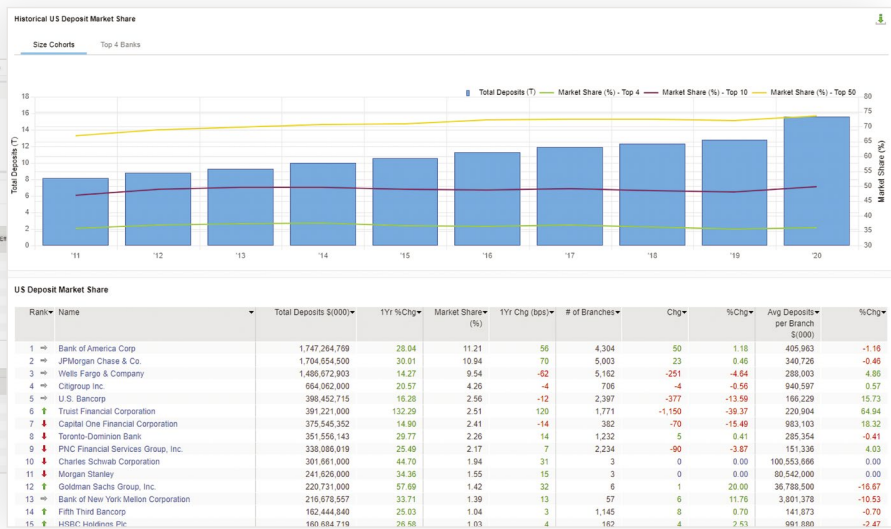 Historical US Deposit Market Share
Size Cohorts Top 4 Banks
Total Deposits (T) Market Share (%) - Top 4 Market Share (%) - Top 10 Market Share (%) - Top 50
18 80
16 75
14 70
12 65
10 60
8 55
6 50
4 45
2 40
0 35
30
Total Deposits (T)
Market Share (%)
'11 '12 '13 '14 '15 '16 '17 '18 '19 '20
US Deposit Market Share
Rank Name Total Deposits $(000) 1Yr %Chg Market Share 1Yr Chg (bps) # of Branches Chg %Chg Avg Deposits %Chg
(%) per Branch
$(000)
1 Bank of America Corp 1,747,264,769 28.04 11.21 56 4,304 50 1.18 405,963 -1.16
2 JPMorgan Chase & Co. 1,704,654,500 30.01 10.94 70 5,003 23 0.46 340,726 -0.46
3 Wells Fargo & Company 1,486,672,903 14.27 9.54 -62 5,162 -251 -4.64 288,003 4.86
4 Citigroup Inc. 664,062,000 20.57 4.26 -4 706 -4 -0.56 940,597 0.57
5 U.S. Bancorp 398,452,715 16.28 2.56 -12 2,397 -377 -13.59 166,229 15.73
6 Truist Financial Corporation 391,221,000 132.29 2.51 120 1,771 -1,150 -39.37 220,904 64.94
7 Capital One Financial Corporation 375,545,352 14.90 2.41 -14 382 -70 -15.49 983,103 18.32
8 Toronto-Dominion Bank 351,556,143 29.77 2.26 14 1,232 5 0.41 285,354 -0.41
9 PNC Financial Services Group, Inc. 338,086,019 25.49 2.17 7 2,234 -90 -3.87 151,336 4.03
10 Charles Schwab Corporation 301,661,000 44.70 1.94 31 3 0 0.00 100,553,666 0.00
11 Morgan Stanley 241,626,000 34.36 1.55 15 3 0 0.00 80,542,000 0.00
12 Goldman Sachs Group, Inc. 220,731,000 57.69 1.42 32 6 1 20.00 36,788,500 -16.67
13 Bank of New York Mellon Corporation 216,678,557 33.71 1.39 13 57 6 11.76 3,801,378 -10.53
14 Fifth Third Bancorp 162,444,840 25.03 1.04 3 1,145 8 0.70 141,873 -0.70
15 HSBC Holdings Plc 160,684,719 26.58 1.03 4 162 4 2.53 991,880 -2.47